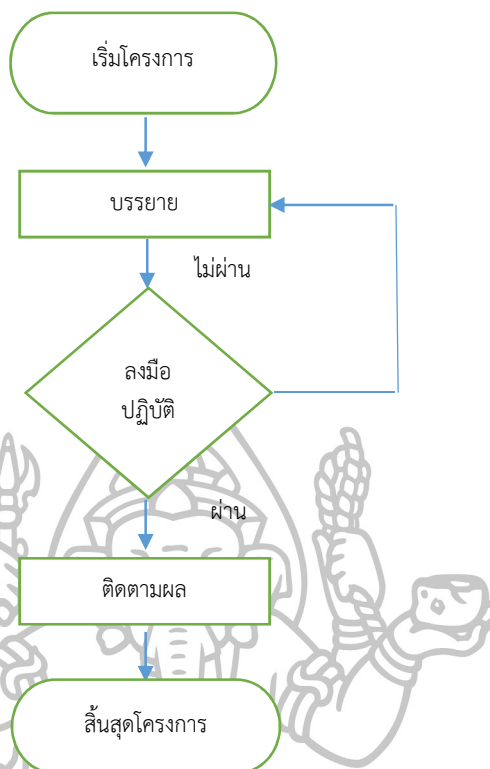 เริ่มโครงการ
บรรยาย
ไม่ผ่าน
ลงมือ
ปฏิบัติ
ผ่าน
ติดตามผล
สิ้นสุดโครงการ